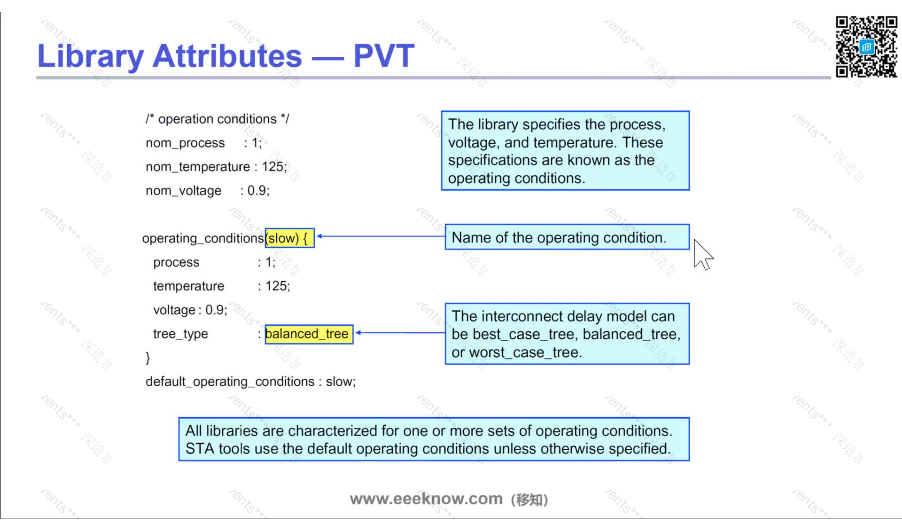 Library Attributes — PVT
/* operation conditions */
nom_process : 1;
nom_temperature : 125;
nom_voltage : 0.9;
The library specifies the process,
voltage, and temperature. These
specifications are known as the
operating conditions.
operating_conditions(slow) {
Name of the operating condition.
process : 1;
temperature : 125;
voltage : 0.9;
tree_type : balanced_tree
}
The interconnect delay model can
be best_case_tree, balanced_tree,
or worst_case_tree.
default_operating_conditions : slow;
All libraries are characterized for one or more sets of operating conditions.
STA tools use the default operating conditions unless otherwise specified.
www.eeeknow.com (移知)